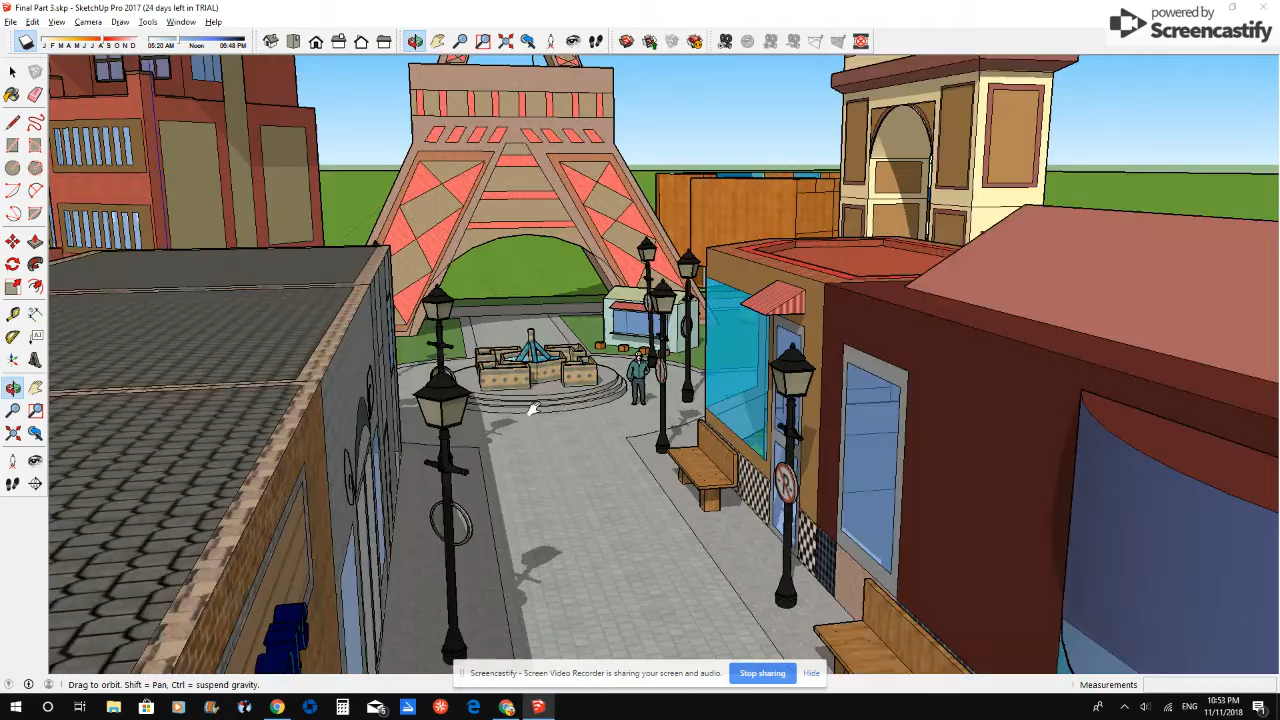 Final Part 3.skp - SketchUp Pro 2017 (24 days left in TRIAL)
File Edit View Camera Draw Tools Window Help
J F M A M J J A S O N D 05:20 AM Noon 06:48 PM
powered by
Screencastify
A1
R
Screencastify - Screen Video Recorder is sharing your screen and audio. Stop sharing Hide
Drag to orbit. Shift = Pan, Ctrl = suspend gravity. Measurements
ENG 10:53 PM
11/11/2018